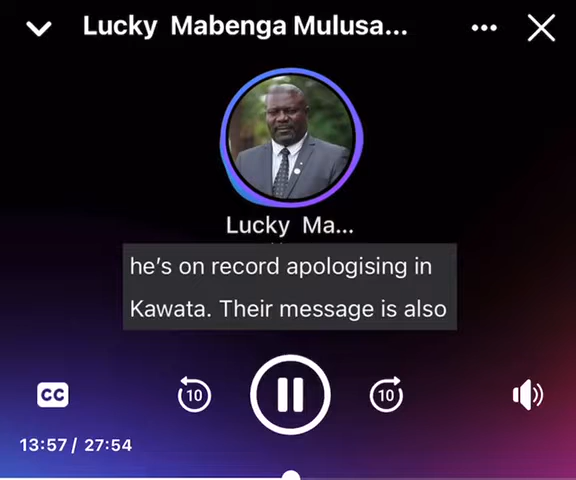 Lucky Mabenga Mulusa...
Lucky Ma...
he's on record apologising in
Kawata. Their message is also
CC
10
10
13:57 / 27:54